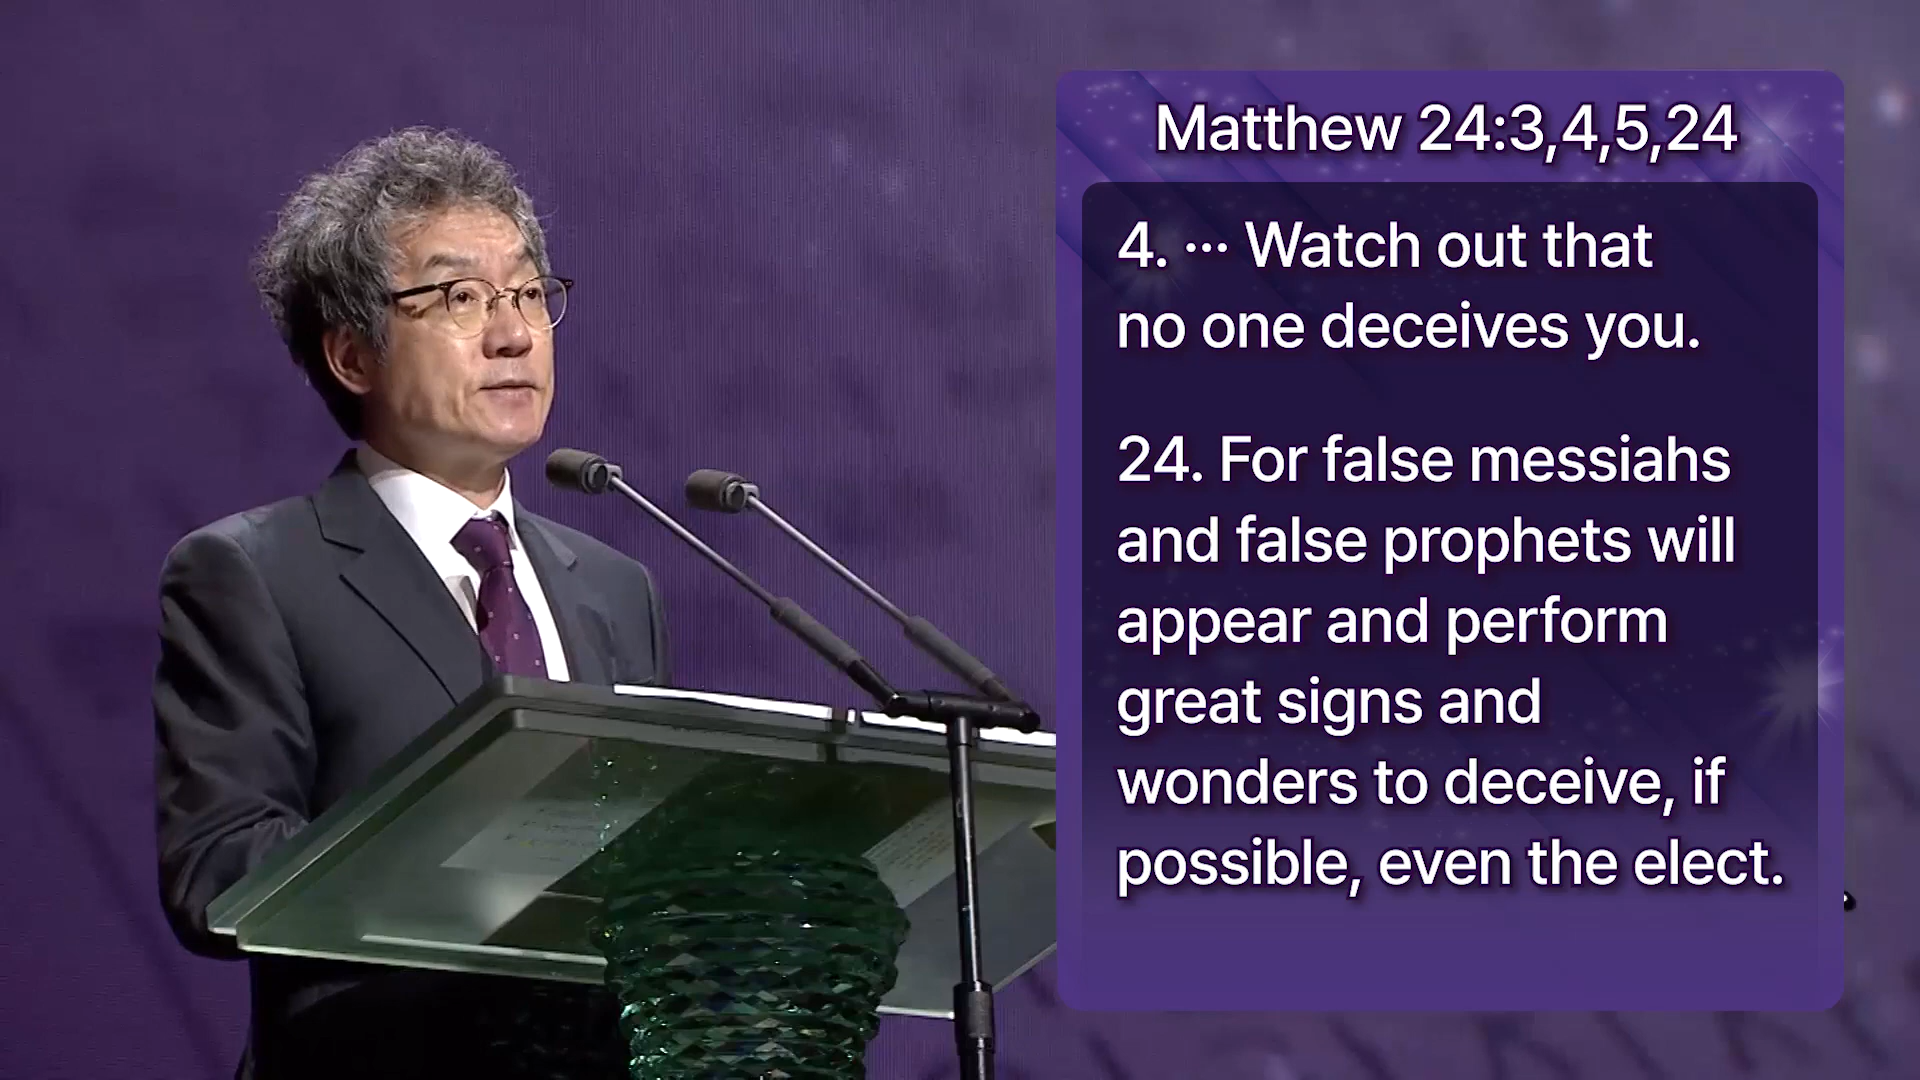 Matthew 24:3,4,5,24
4. ··· Watch out that
no one deceives you.
24. For false messiahs
and false prophets will
appear and perform
great signs and
wonders to deceive, if
possible, even the elect.